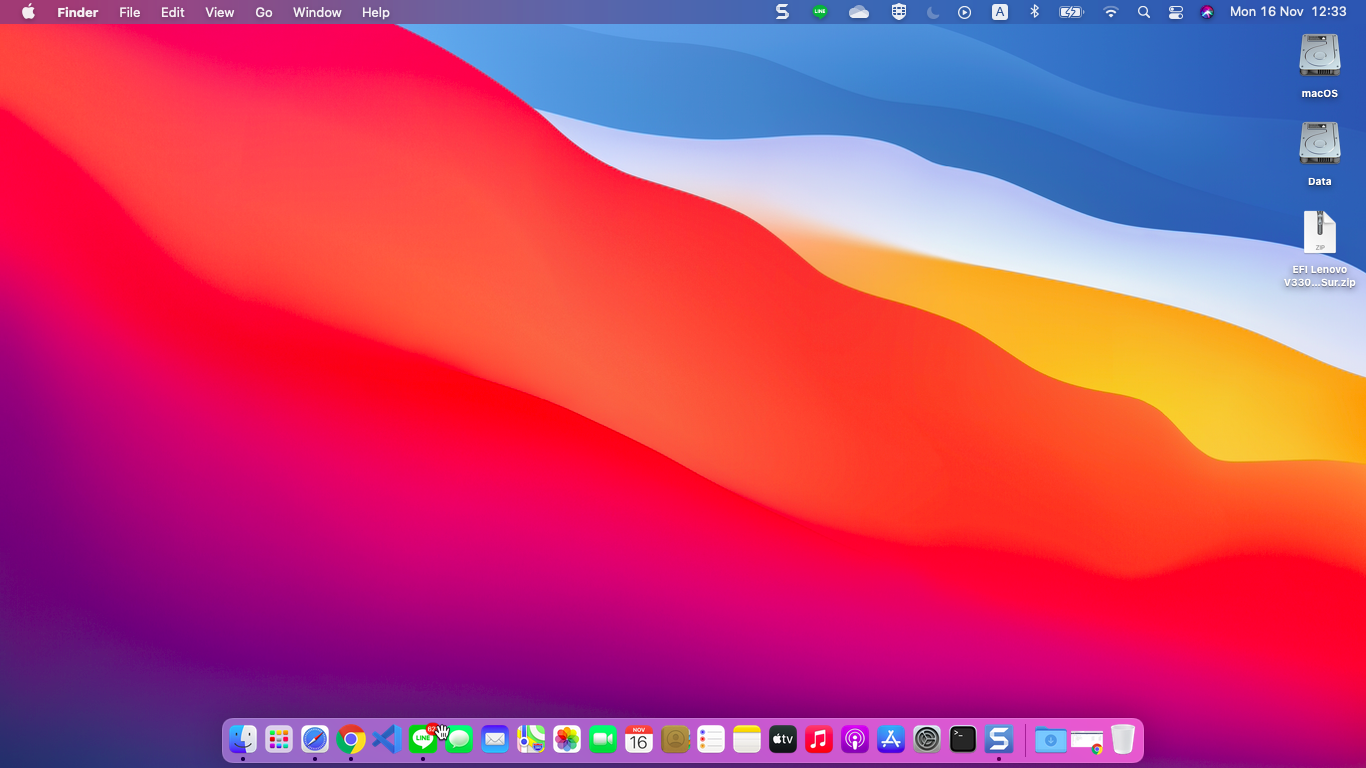 Finder File Edit View Go Window Help
S LINE A Mon 16 Nov 12:33
macOS
Data
ZIP
EFI Lenovo
V330...Sur.zip
LINE
NOV
16
tv
S